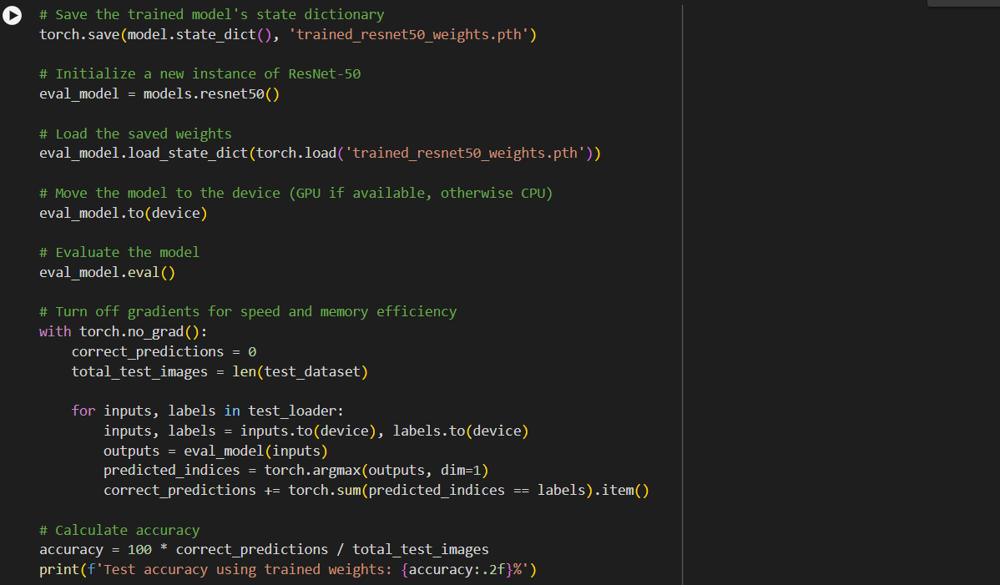 # Save the trained model's state dictionary
torch.save(model.state_dict(), 'trained_resnet50_weights.pth')
# Initialize a new instance of ResNet-50
eval_model = models.resnet50()
# Load the saved weights
eval_model.load_state_dict(torch.load('trained_resnet50_weights.pth'))
# Move the model to the device (GPU if available, otherwise CPU)
eval_model.to(device)
# Evaluate the model
eval_model.eval()
# Turn off gradients for speed and memory efficiency
with torch.no_grad():
    correct_predictions = 0
    total_test_images = len(test_dataset)
    for inputs, labels in test_loader:
        inputs, labels = inputs.to(device), labels.to(device)
        outputs = eval_model(inputs)
        predicted_indices = torch.argmax(outputs, dim=1)
        correct_predictions += torch.sum(predicted_indices == labels).item()
# Calculate accuracy
accuracy = 100 * correct_predictions / total_test_images
print(f'Test accuracy using trained weights: {accuracy:.2f}%')